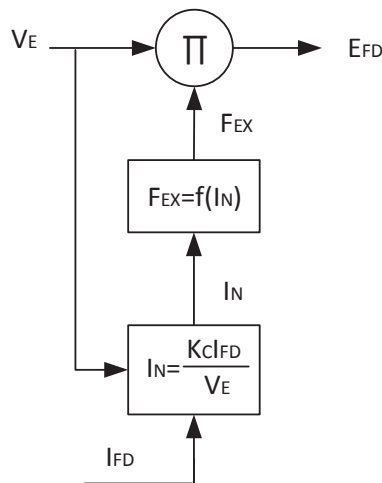 VE
∏
EFD
FEX
FEX=f(IN)
IN
IN=KCIFD/VE
IFD